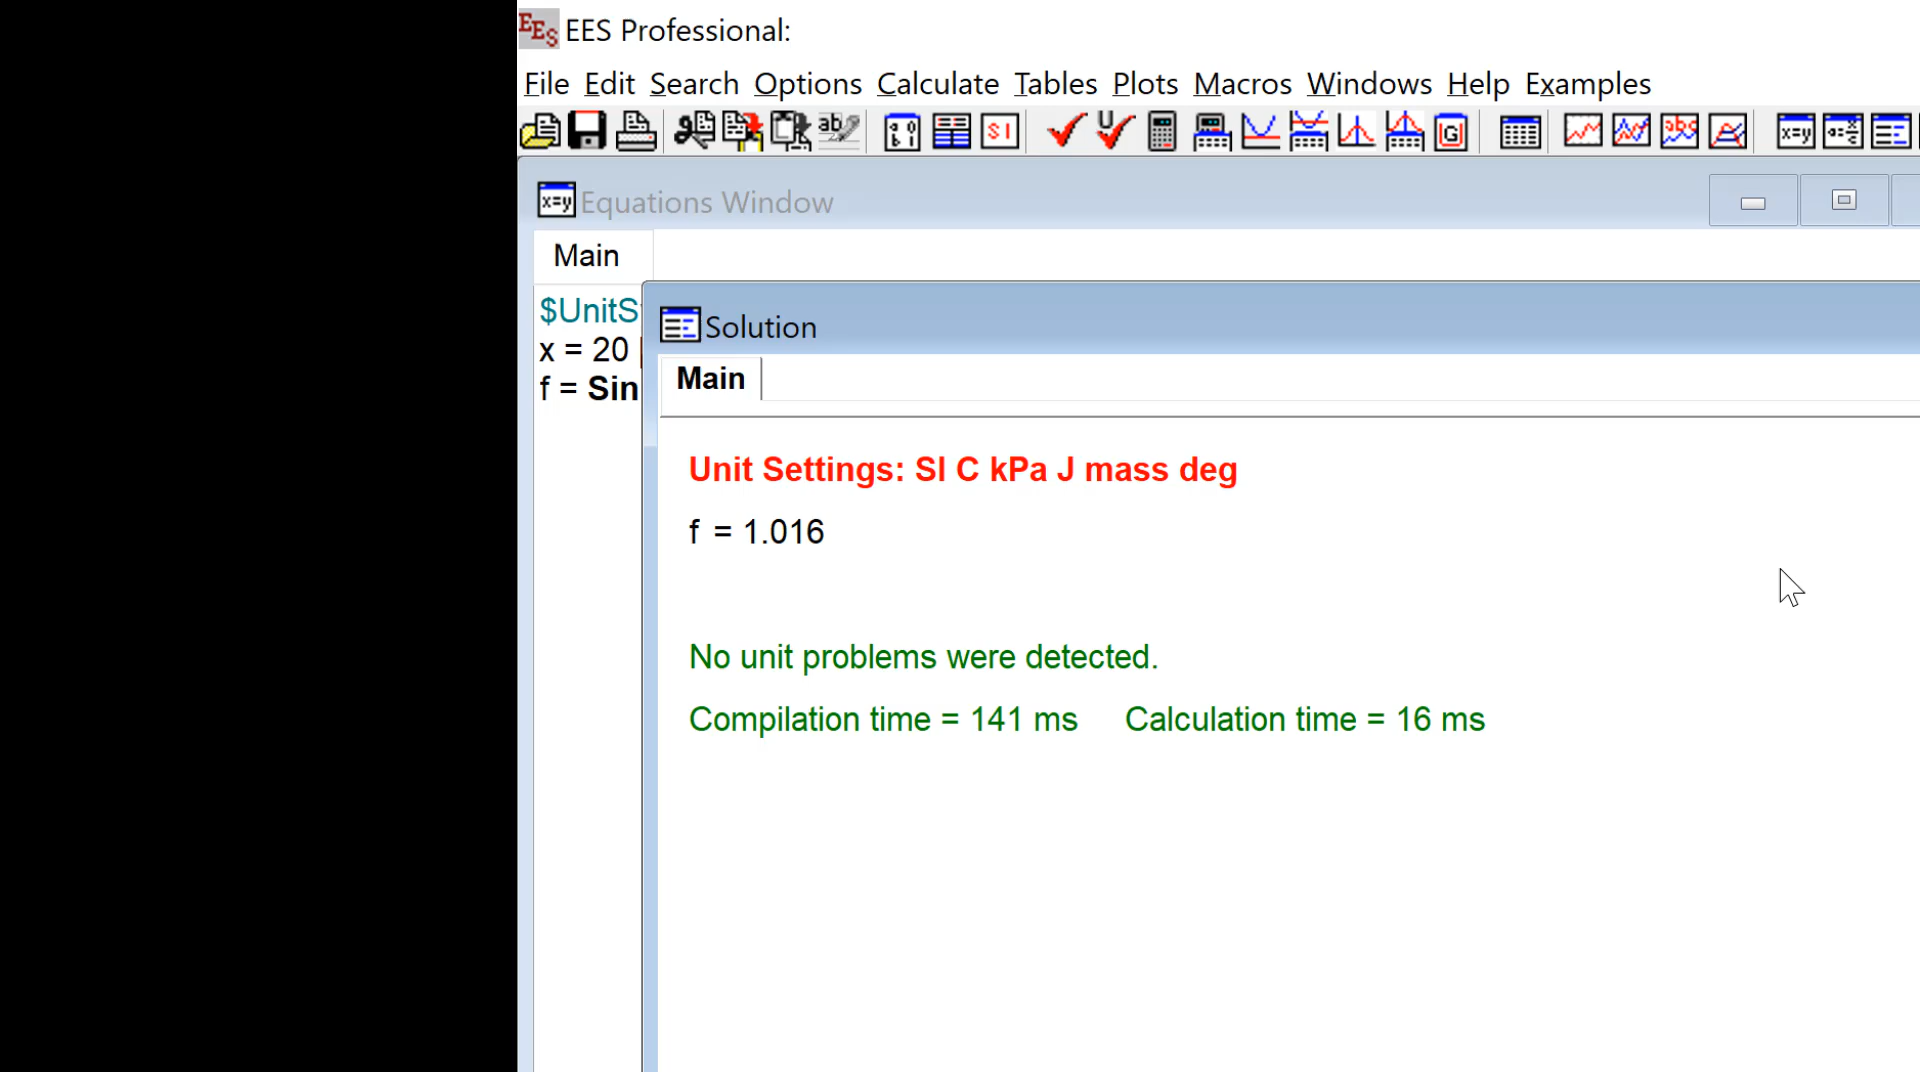 EES Professional:
File Edit Search Options Calculate Tables Plots Macros Windows Help Examples
Equations Window
Main
$UnitS
x = 20
f = Sin
Solution
Main
Unit Settings: SI C kPa J mass deg
f = 1.016
No unit problems were detected.
Compilation time = 141 ms Calculation time = 16 ms